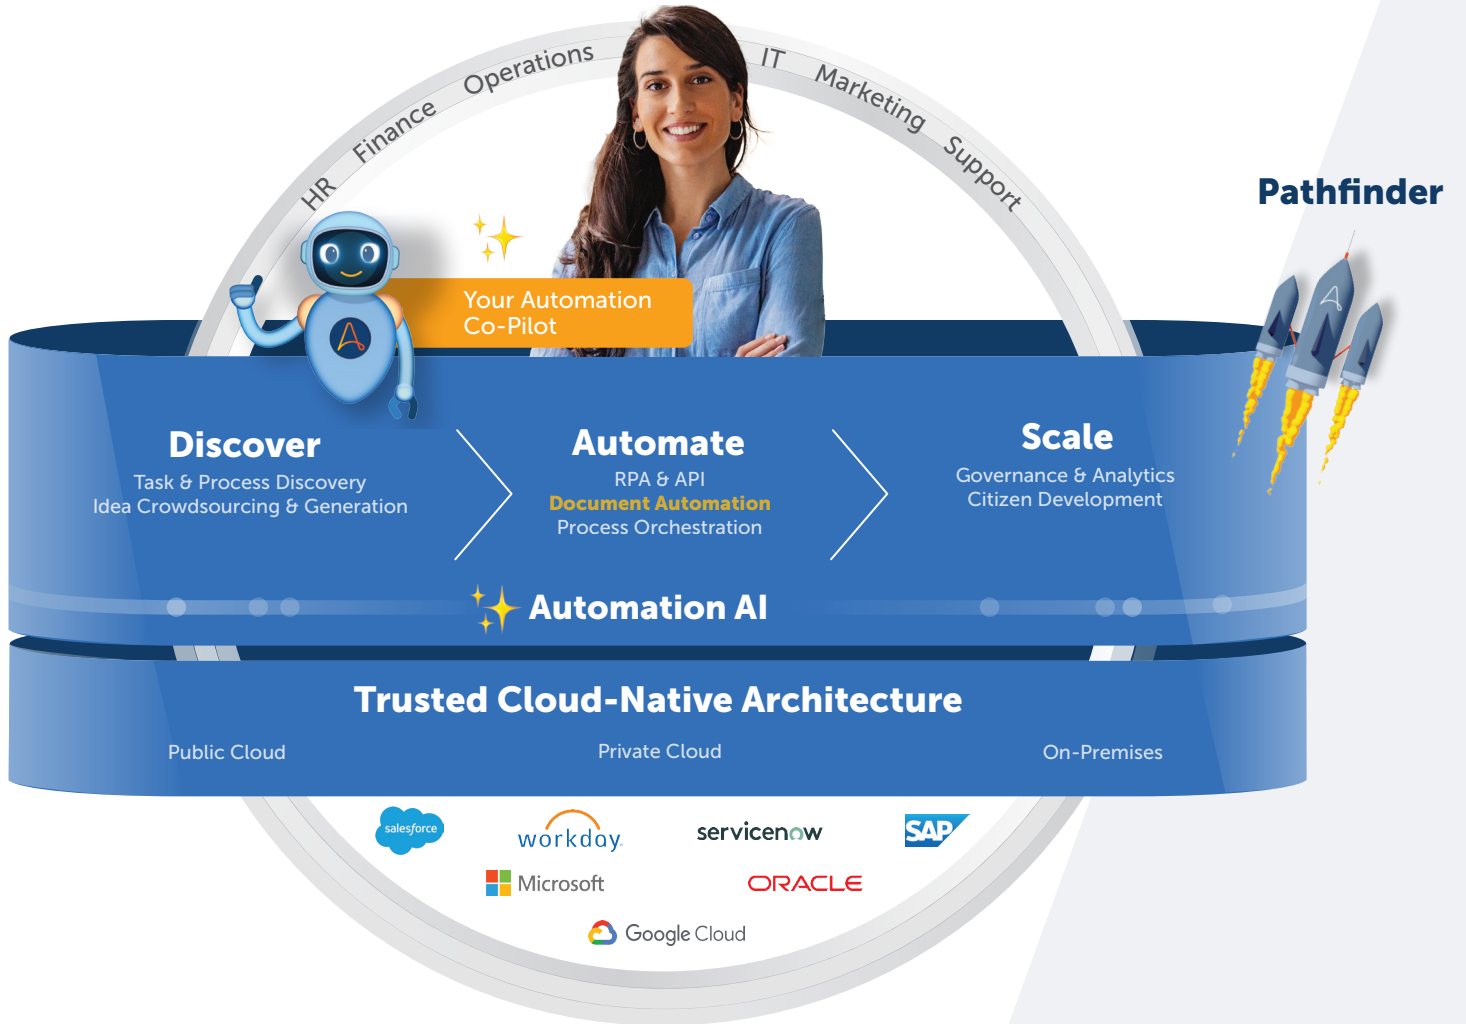 HR Finance Operations IT Marketing Support
Pathfinder
Your Automation
Co-Pilot
Discover
Task & Process Discovery
Idea Crowdsourcing & Generation
Automate
RPA & API
Document Automation
Process Orchestration
Scale
Governance & Analytics
Citizen Development
Automation AI
Trusted Cloud-Native Architecture
Public Cloud
Private Cloud
On-Premises
salesforce
workday.
servicenow
SAP
Microsoft
ORACLE
Google Cloud